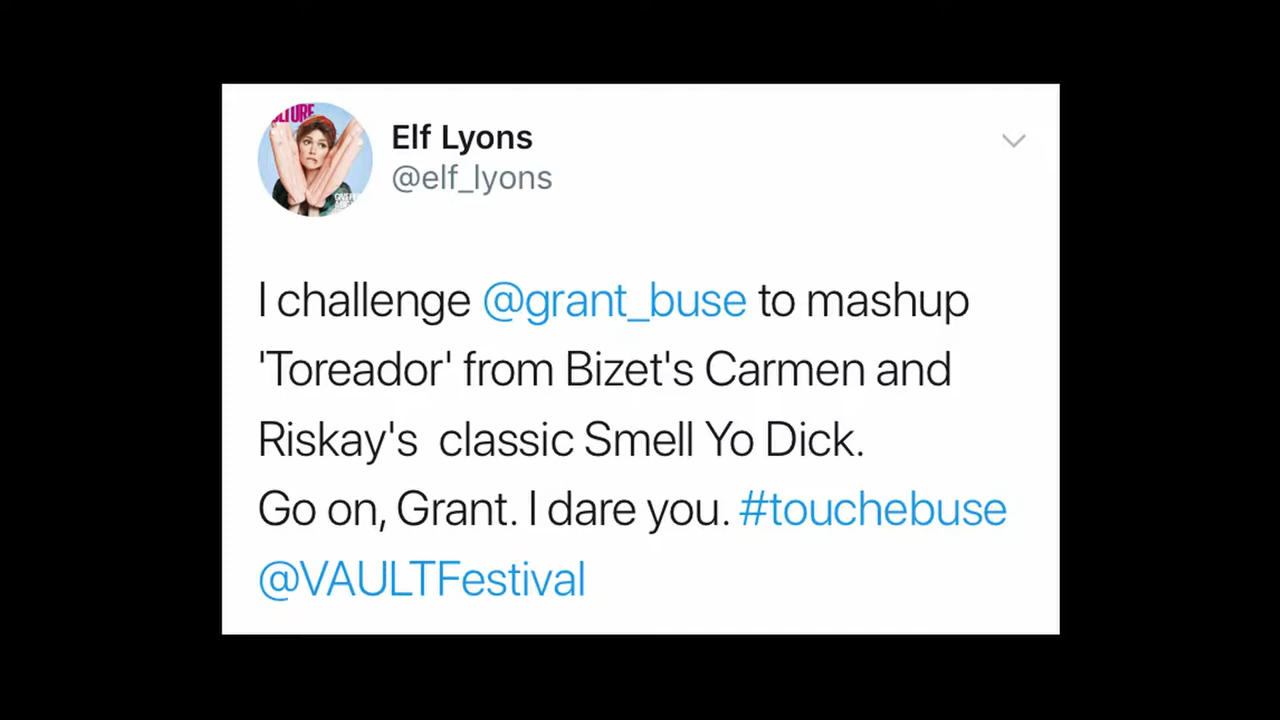 Elf Lyons
@elf_lyons
I challenge @grant_buse to mashup
'Toreador' from Bizet's Carmen and
Riskay's  classic Smell Yo Dick.
Go on, Grant. I dare you. #touchebuse
@VAULTFestival